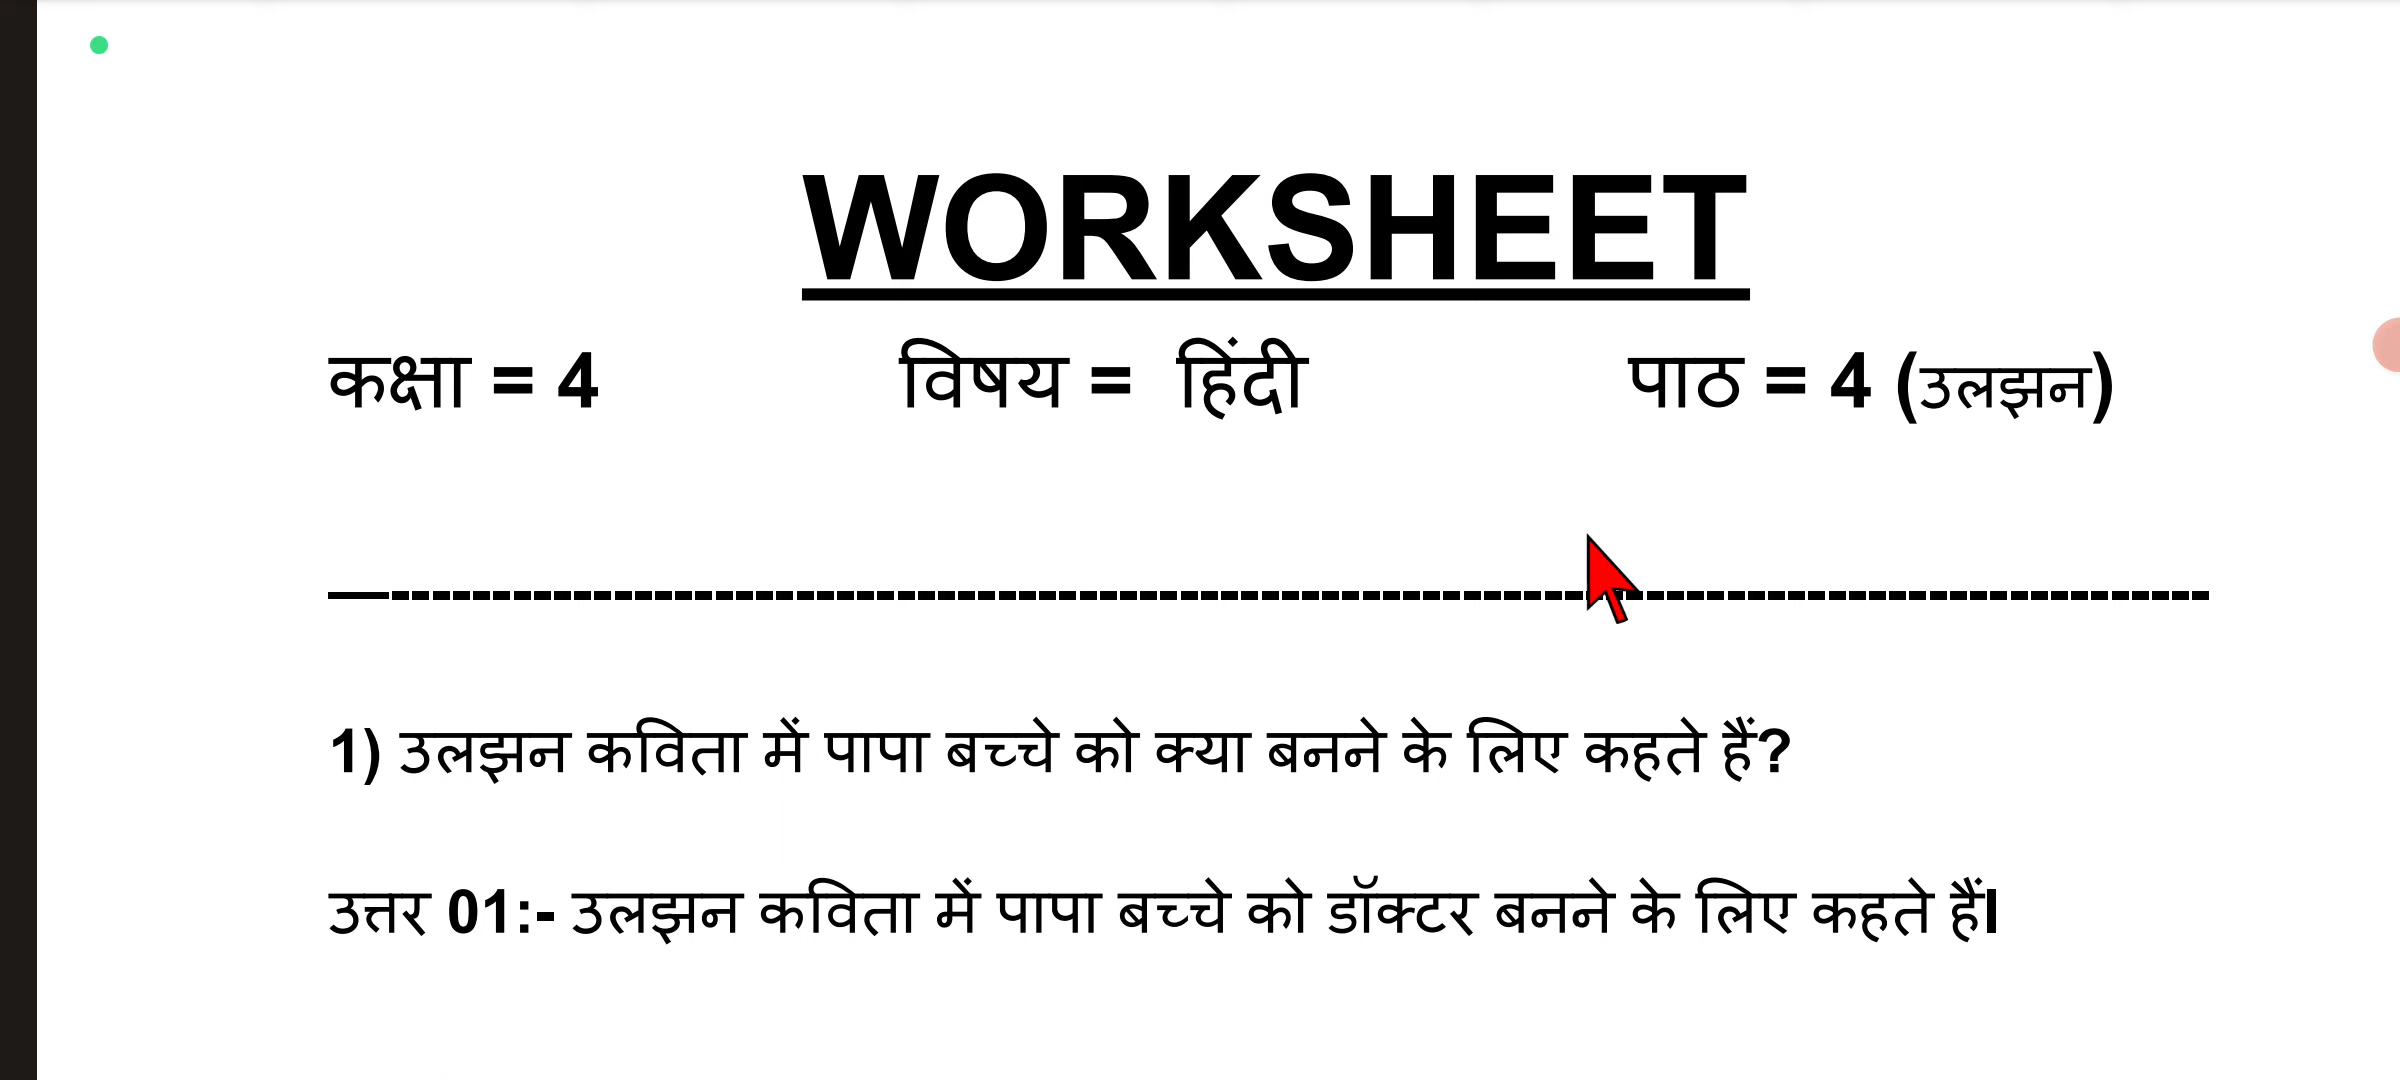 WORKSHEET
कक्षा = 4 विषय = हिंदी पाठ = 4 (उलझन)
1) उलझन कविता में पापा बच्चे को क्या बनने के लिए कहते हैं?
उत्तर 01:- उलझन कविता में पापा बच्चे को डॉक्टर बनने के लिए कहते हैंl